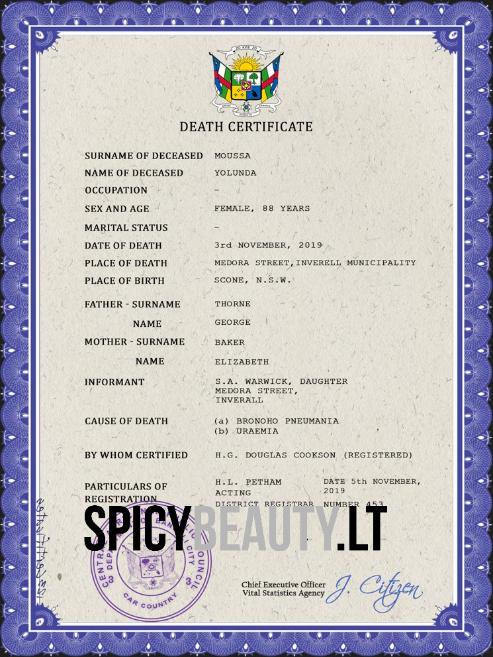 DEATH CERTIFICATE
SURNAME OF DECEASED MOUSSA
NAME OF DECEASED YOLUNDA
OCCUPATION –
SEX AND AGE FEMALE, 88 YEARS
MARITAL STATUS –
DATE OF DEATH 3rd NOVEMBER, 2019
PLACE OF DEATH MEDORA STREET,INVERELL MUNICIPALITY
PLACE OF BIRTH SCONE, N.S.W.
FATHER - SURNAME THORNE
NAME GEORGE
MOTHER - SURNAME BAKER
NAME ELIZABETH
INFORMANT S.A. WARWICK, DAUGHTER
MEDORA STREET,
INVERALL
CAUSE OF DEATH (a) BRONOHO PNEUMANIA
(b) URAEMIA
BY WHOM CERTIFIED H.G. DOUGLAS COOKSON (REGISTERED)
PARTICULARS OF REGISTRATION
H.L. PETHAM
ACTING
DISTRICT REGISTRAR
DATE 5th NOVEMBER,
2019
NUMBER 453
SPICYBEAUTY.LT
CAR COUNTRY
COUNCIL
Chief Executive Officer
Vital Statistics Agency
J. Citizen